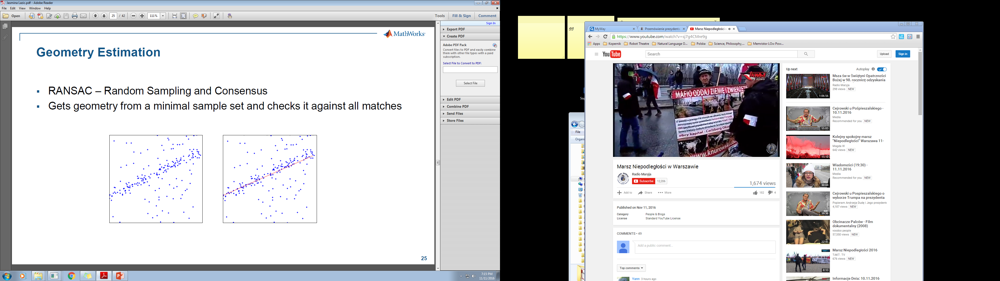 Jasmina Lazic.pdf - Adobe Reader
File Edit View Window Help
Open 25 / 42 111% Tools Fill & Sign Comment
Sign In
Export PDF
Create PDF
Adobe PDF Pack
Convert files to PDF and easily combine
them with other file types with a paid
subscription.
Select File to Convert to PDF:
Select File
Edit PDF
Combine PDF
Send Files
Store Files
MathWorks
Geometry Estimation
RANSAC – Random Sampling and Consensus
Gets geometry from a minimal sample set and checks it against all matches
25
7:15 PM
11/11/2016
gg
File
Organi
MyWay
Przemówienie prezydenta
Marsz Niepodległości
https://www.youtube.com/watch?v=sj7g4CMre9g
Apps Kopernik Robot Theatre Natural Language O... Polska Science, Philosophy,... Memristor LOw Pow...
YouTube
Search
Upload
Sign in
na żywo
MAFIO ODDAJ ZIEMIĘ I ZWIERZĘTA
obcy kapitał - Carlsberg
www.knurowski.
Marsz Niepodległości w Warszawie
Radio Maryja
Subscribe 12,206
1,674 views
Add to Share More
182 4
Published on Nov 11, 2016
Category People & Blogs
License Standard YouTube License
COMMENTS • 49
Add a public comment...
Top comments
Yann 3 hours ago
Up next
Autoplay
Msza św w Świątyni Opatrzności
Bożej w 98. rocznicę odzyskania
Radio Maryja
298 views NEW
1:06:56
Cejrowski u Pośpieszalskiego -
10.11.2016
Media
Recommended for you NEW
55:03
Kolejny spokojny marsz
"Niepodległości" Warszawa 11-
Magda W
642 views NEW
15:12
Wiadomości (19:30) -
11.11.2016
Media
Recommended for you NEW
30:04
Cejrowski u Pospieszalskiego o
wyborze Trumpa na prezydenta
Popieram Andrzeja Dudę i Jego prezydent
4,187 views NEW
39:38
Obcinacze Palców - Film
dokumentalny (2008)
voodoo people
57,550 views NEW
22:41
Marsz Niepodległości 2016
TAKT. TV
676 views NEW
8:13
Informacje Dnia: 10.11.2016